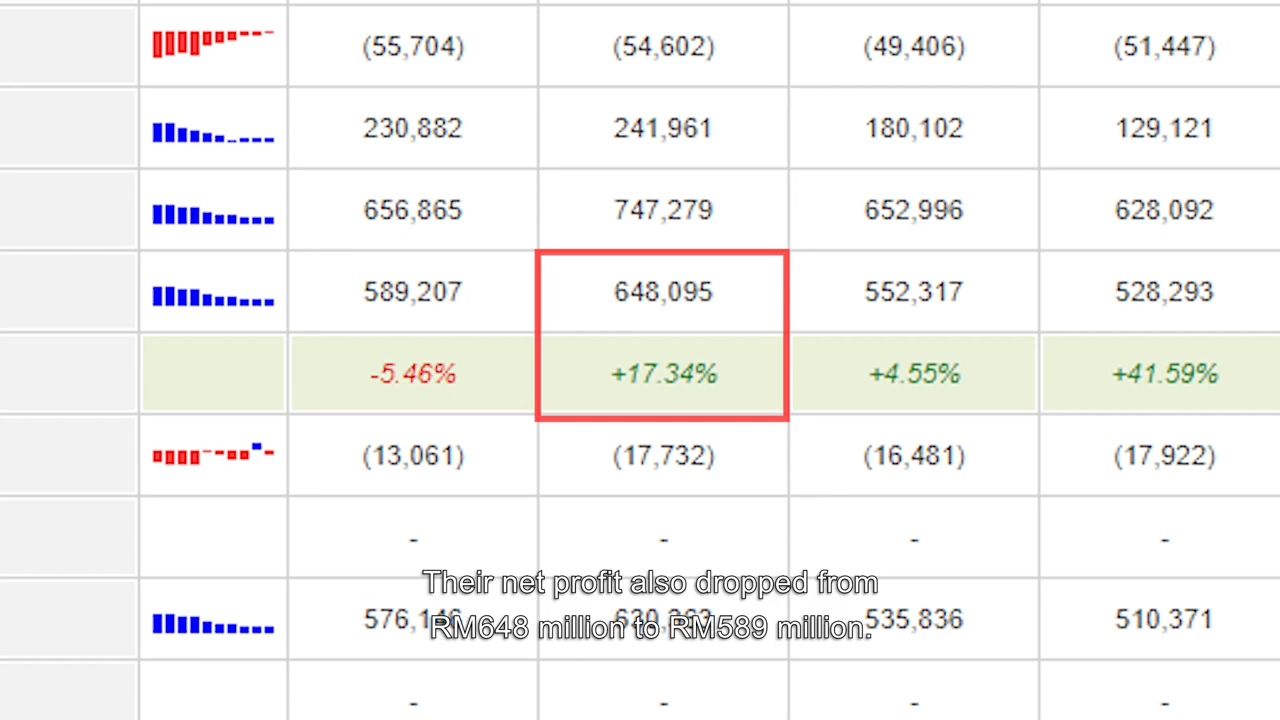 (55,704) (54,602) (49,406) (51,447)
230,882 241,961 180,102 129,121
656,865 747,279 652,996 628,092
589,207 648,095 552,317 528,293
-5.46% +17.34% +4.55% +41.59%
(13,061) (17,732) (16,481) (17,922)
- - - -
Their net profit also dropped from
535,836 510,371
RM648 million to RM589 million.
- - - -